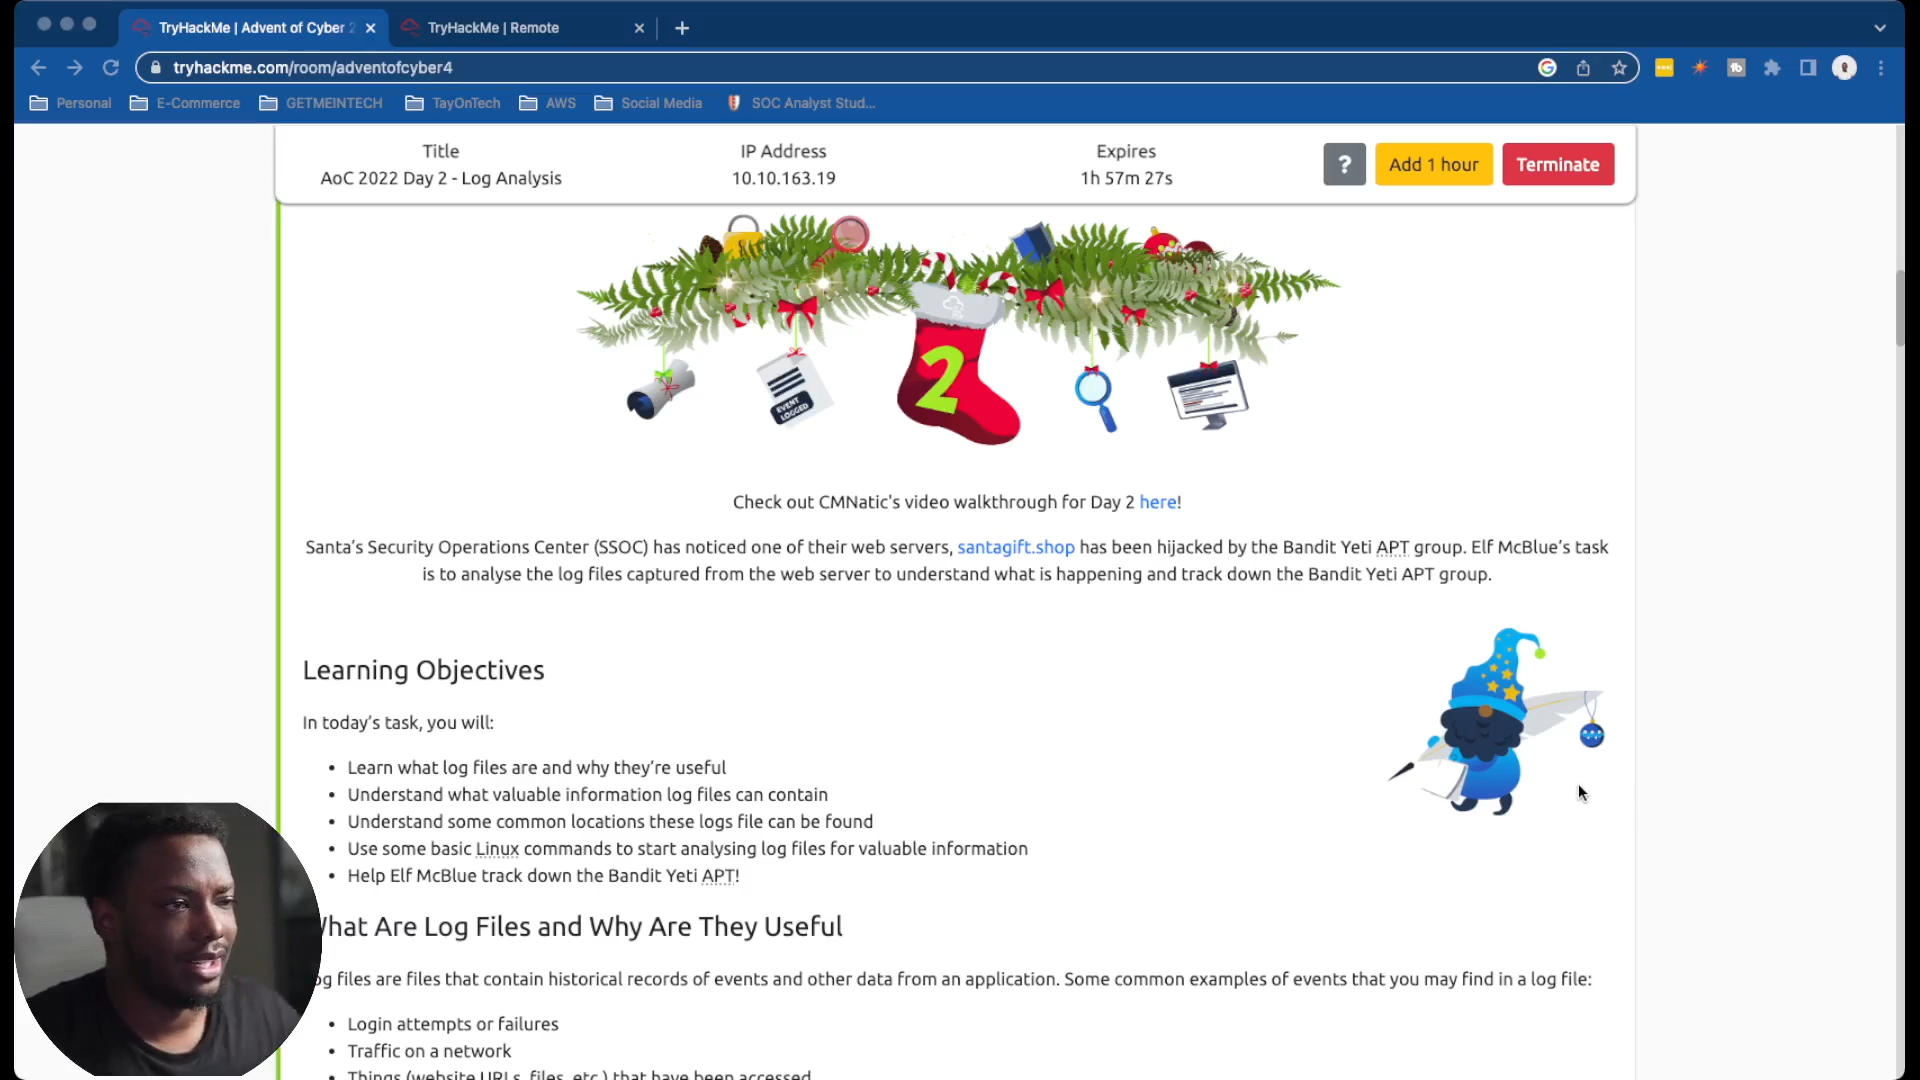 TryHackMe | Advent of Cyber 2
TryHackMe | Remote
tryhackme.com/room/adventofcyber4
Personal
E-Commerce
GETMEINTECH
TayOnTech
AWS
Social Media
SOC Analyst Stud...
Title
IP Address
Expires
AoC 2022 Day 2 - Log Analysis
10.10.163.19
1h 57m 27s
?
Add 1 hour
Terminate
EVENT LOGGED
2
Check out CMNatic's video walkthrough for Day 2 here!
Santa’s Security Operations Center (SSOC) has noticed one of their web servers, santagift.shop has been hijacked by the Bandit Yeti APT group. Elf McBlue’s task
is to analyse the log files captured from the web server to understand what is happening and track down the Bandit Yeti APT group.
Learning Objectives
In today’s task, you will:
• Learn what log files are and why they’re useful
• Understand what valuable information log files can contain
• Understand some common locations these logs file can be found
• Use some basic Linux commands to start analysing log files for valuable information
• Help Elf McBlue track down the Bandit Yeti APT!
What Are Log Files and Why Are They Useful
Log files are files that contain historical records of events and other data from an application. Some common examples of events that you may find in a log file:
• Login attempts or failures
• Traffic on a network
• Things (website URLs, files, etc.) that have been accessed